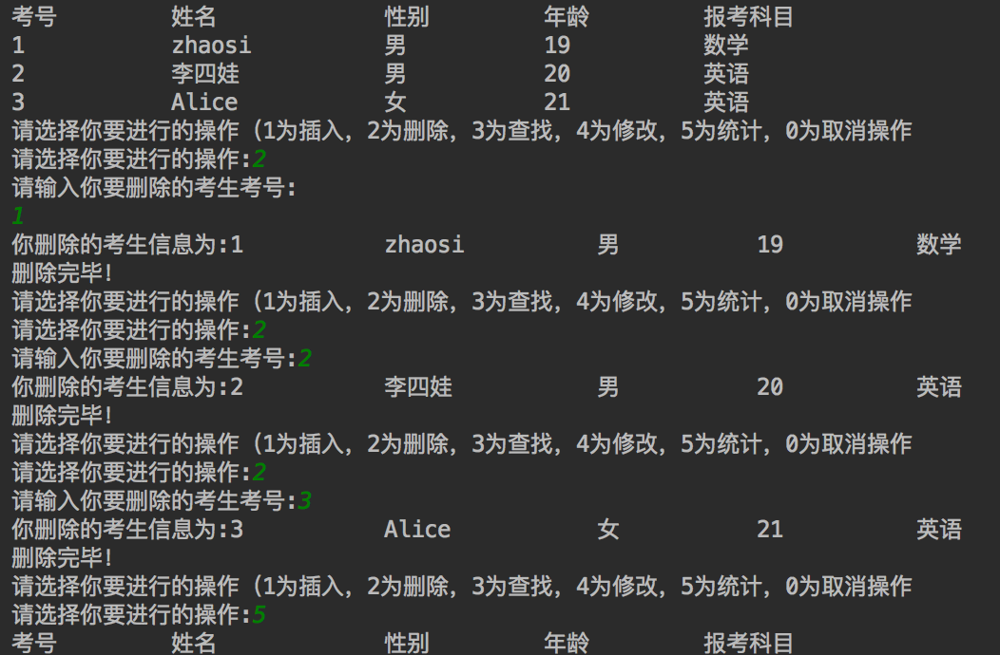 考号 姓名 性别 年龄 报考科目
1 zhaosi 男 19 数学
2 李四娃 男 20 英语
3 Alice 女 21 英语
请选择你要进行的操作（1为插入，2为删除，3为查找，4为修改，5为统计，0为取消操作
请选择你要进行的操作:2
请输入你要删除的考生考号:
1
你删除的考生信息为:1 zhaosi 男 19 数学
删除完毕!
请选择你要进行的操作（1为插入，2为删除，3为查找，4为修改，5为统计，0为取消操作
请选择你要进行的操作:2
请输入你要删除的考生考号:2
你删除的考生信息为:2 李四娃 男 20 英语
删除完毕!
请选择你要进行的操作（1为插入，2为删除，3为查找，4为修改，5为统计，0为取消操作
请选择你要进行的操作:2
请输入你要删除的考生考号:3
你删除的考生信息为:3 Alice 女 21 英语
删除完毕!
请选择你要进行的操作（1为插入，2为删除，3为查找，4为修改，5为统计，0为取消操作
请选择你要进行的操作:5
考号 姓名 性别 年龄 报考科目